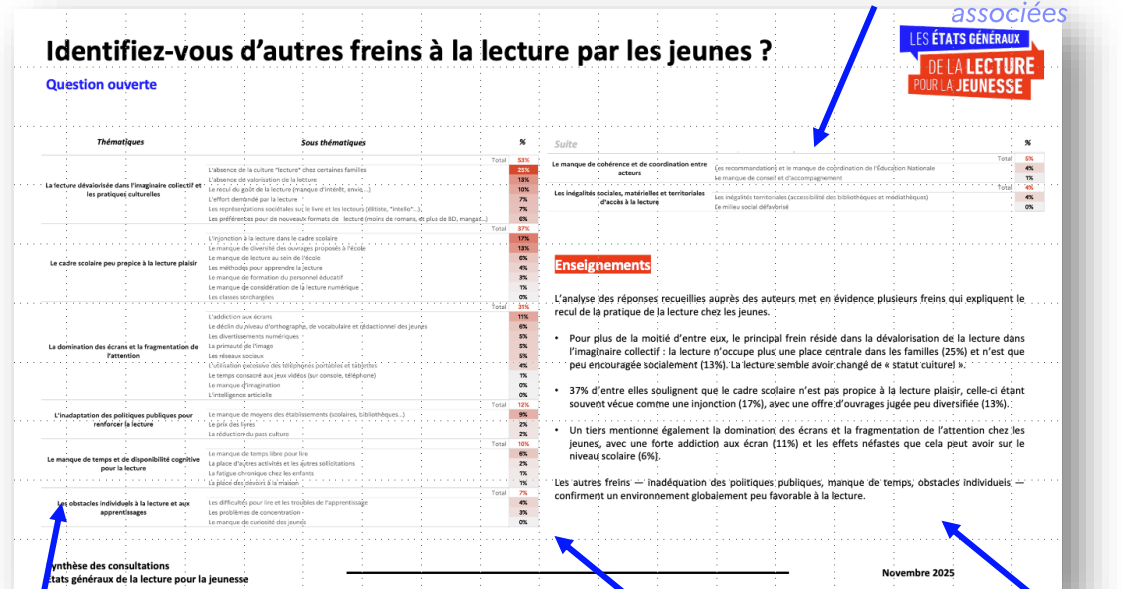 associées
Identifiez-vous d'autres freins à la lecture par les jeunes ?
LES ÉTATS GÉNÉRAUX
DE LA LECTURE
POUR LA JEUNESSE
Question ouverte
Thématiques Sous thématiques %
Total 53%
La lecture dévalorisée dans l'imaginaire collectif et les pratiques culturelles
L'absence de la culture "lecture" chez certaines familles 25%
L'absence de valorisation de la lecture 13%
Le recul du goût de la lecture (manque d'intérêt, envie,...) 10%
L'effort demandé par la lecture 7%
Les représentations sociétales sur le livre et les lecteurs (élitiste, "intello"...) 7%
Les préférences pour de nouveaux formats de lecture (moins de romans, et plus de BD, mangas...) 6%
Total 37%
Le cadre scolaire peu propice à la lecture plaisir
L'injonction à la lecture dans le cadre scolaire 17%
Le manque de diversité des ouvrages proposés à l'école 13%
Le manque de lecture au sein de l'école 6%
Les méthodes pour apprendre la lecture 4%
Le manque de formation du personnel éducatif 3%
Le manque de considération de la lecture numérique 1%
Les classes surchargées 0%
Total 31%
La domination des écrans et la fragmentation de l'attention
L'addiction aux écrans 11%
Le déclin du niveau d'orthographe, de vocabulaire et rédactionnel des jeunes 6%
Les divertissements numériques 5%
La primauté de l'image 5%
Les réseaux sociaux 5%
L'utilisation excessive des téléphones portables et tablettes 4%
Le temps consacré aux jeux vidéos (sur console, téléphone) 1%
Le manque d'imagination 0%
L'intelligence articielle 0%
Total 12%
L'inadaptation des politiques publiques pour renforcer la lecture
Le manque de moyens des établissements (scolaires, bibliothèques...) 9%
Le prix des livres 2%
La réduction du pass culture 2%
Total 10%
Le manque de temps et de disponibilité cognitive pour la lecture
Le manque de temps libre pour lire 6%
La place d'autres activités et les autres sollicitations 2%
La fatigue chronique chez les enfants 1%
La place des devoirs à la maison 1%
Total 7%
Les obstacles individuels à la lecture et aux apprentissages
Les difficultés pour lire et les troubles de l'apprentissage 4%
Les problèmes de concentration 3%
Le manque de curiosité des jeunes 0%
Suite %
Total 5%
Le manque de cohérence et de coordination entre acteurs
Les recommandations et le manque de coordination de l'Éducation Nationale 4%
Le manque de conseil et d'accompagnement 1%
Total 4%
Les inégalités sociales, matérielles et territoriales d'accès à la lecture
Les inégalités territoriales (accessibilité des bibliothèques et médiathèques) 4%
Le milieu social défavorisé 0%
Enseignements
L'analyse des réponses recueillies auprès des auteurs met en évidence plusieurs freins qui expliquent le
recul de la pratique de la lecture chez les jeunes.
• Pour plus de la moitié d'entre eux, le principal frein réside dans la dévalorisation de la lecture dans
l'imaginaire collectif : la lecture n'occupe plus une place centrale dans les familles (25%) et n'est que
peu encouragée socialement (13%). La lecture semble avoir changé de « statut culturel ».
• 37% d'entre elles soulignent que le cadre scolaire n'est pas propice à la lecture plaisir, celle-ci étant
souvent vécue comme une injonction (17%), avec une offre d'ouvrages jugée peu diversifiée (13%).
• Un tiers mentionne également la domination des écrans et la fragmentation de l'attention chez les
jeunes, avec une forte addiction aux écran (11%) et les effets néfastes que cela peut avoir sur le
niveau scolaire (6%).
Les autres freins — inadéquation des politiques publiques, manque de temps, obstacles individuels —
confirment un environnement globalement peu favorable à la lecture.
Synthèse des consultations
États généraux de la lecture pour la jeunesse
Novembre 2025